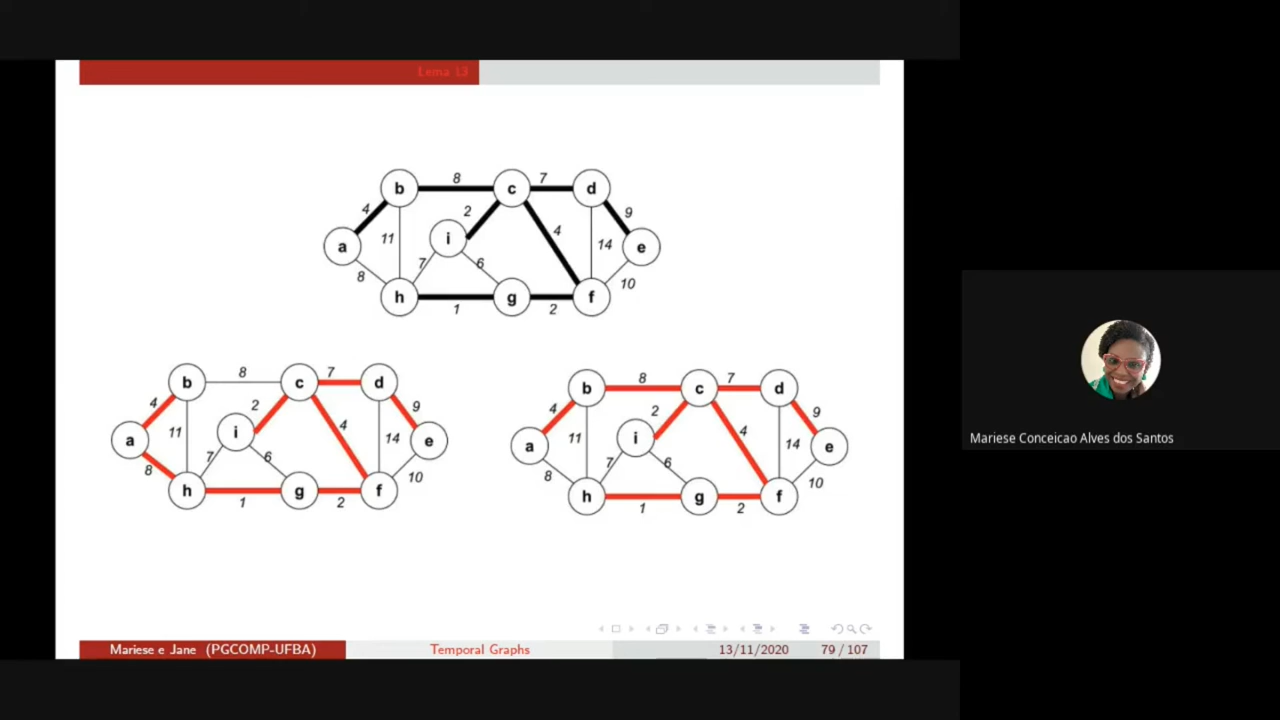 Lema 13
b 8 c 7 d
4 2 9
11 4
a i 14 e
7 6
8 10
h g f
1 2
b 8 c 7 d
4 2 9
11 4
a i 14 e
7 6
8 10
h g f
1 2
b 8 c 7 d
4 2 9
11 4
a i 14 e
7 6
8 10
h g f
1 2
Mariese Conceicao Alves dos Santos
Mariese e Jane (PGCOMP-UFBA) Temporal Graphs 13/11/2020 79 / 107